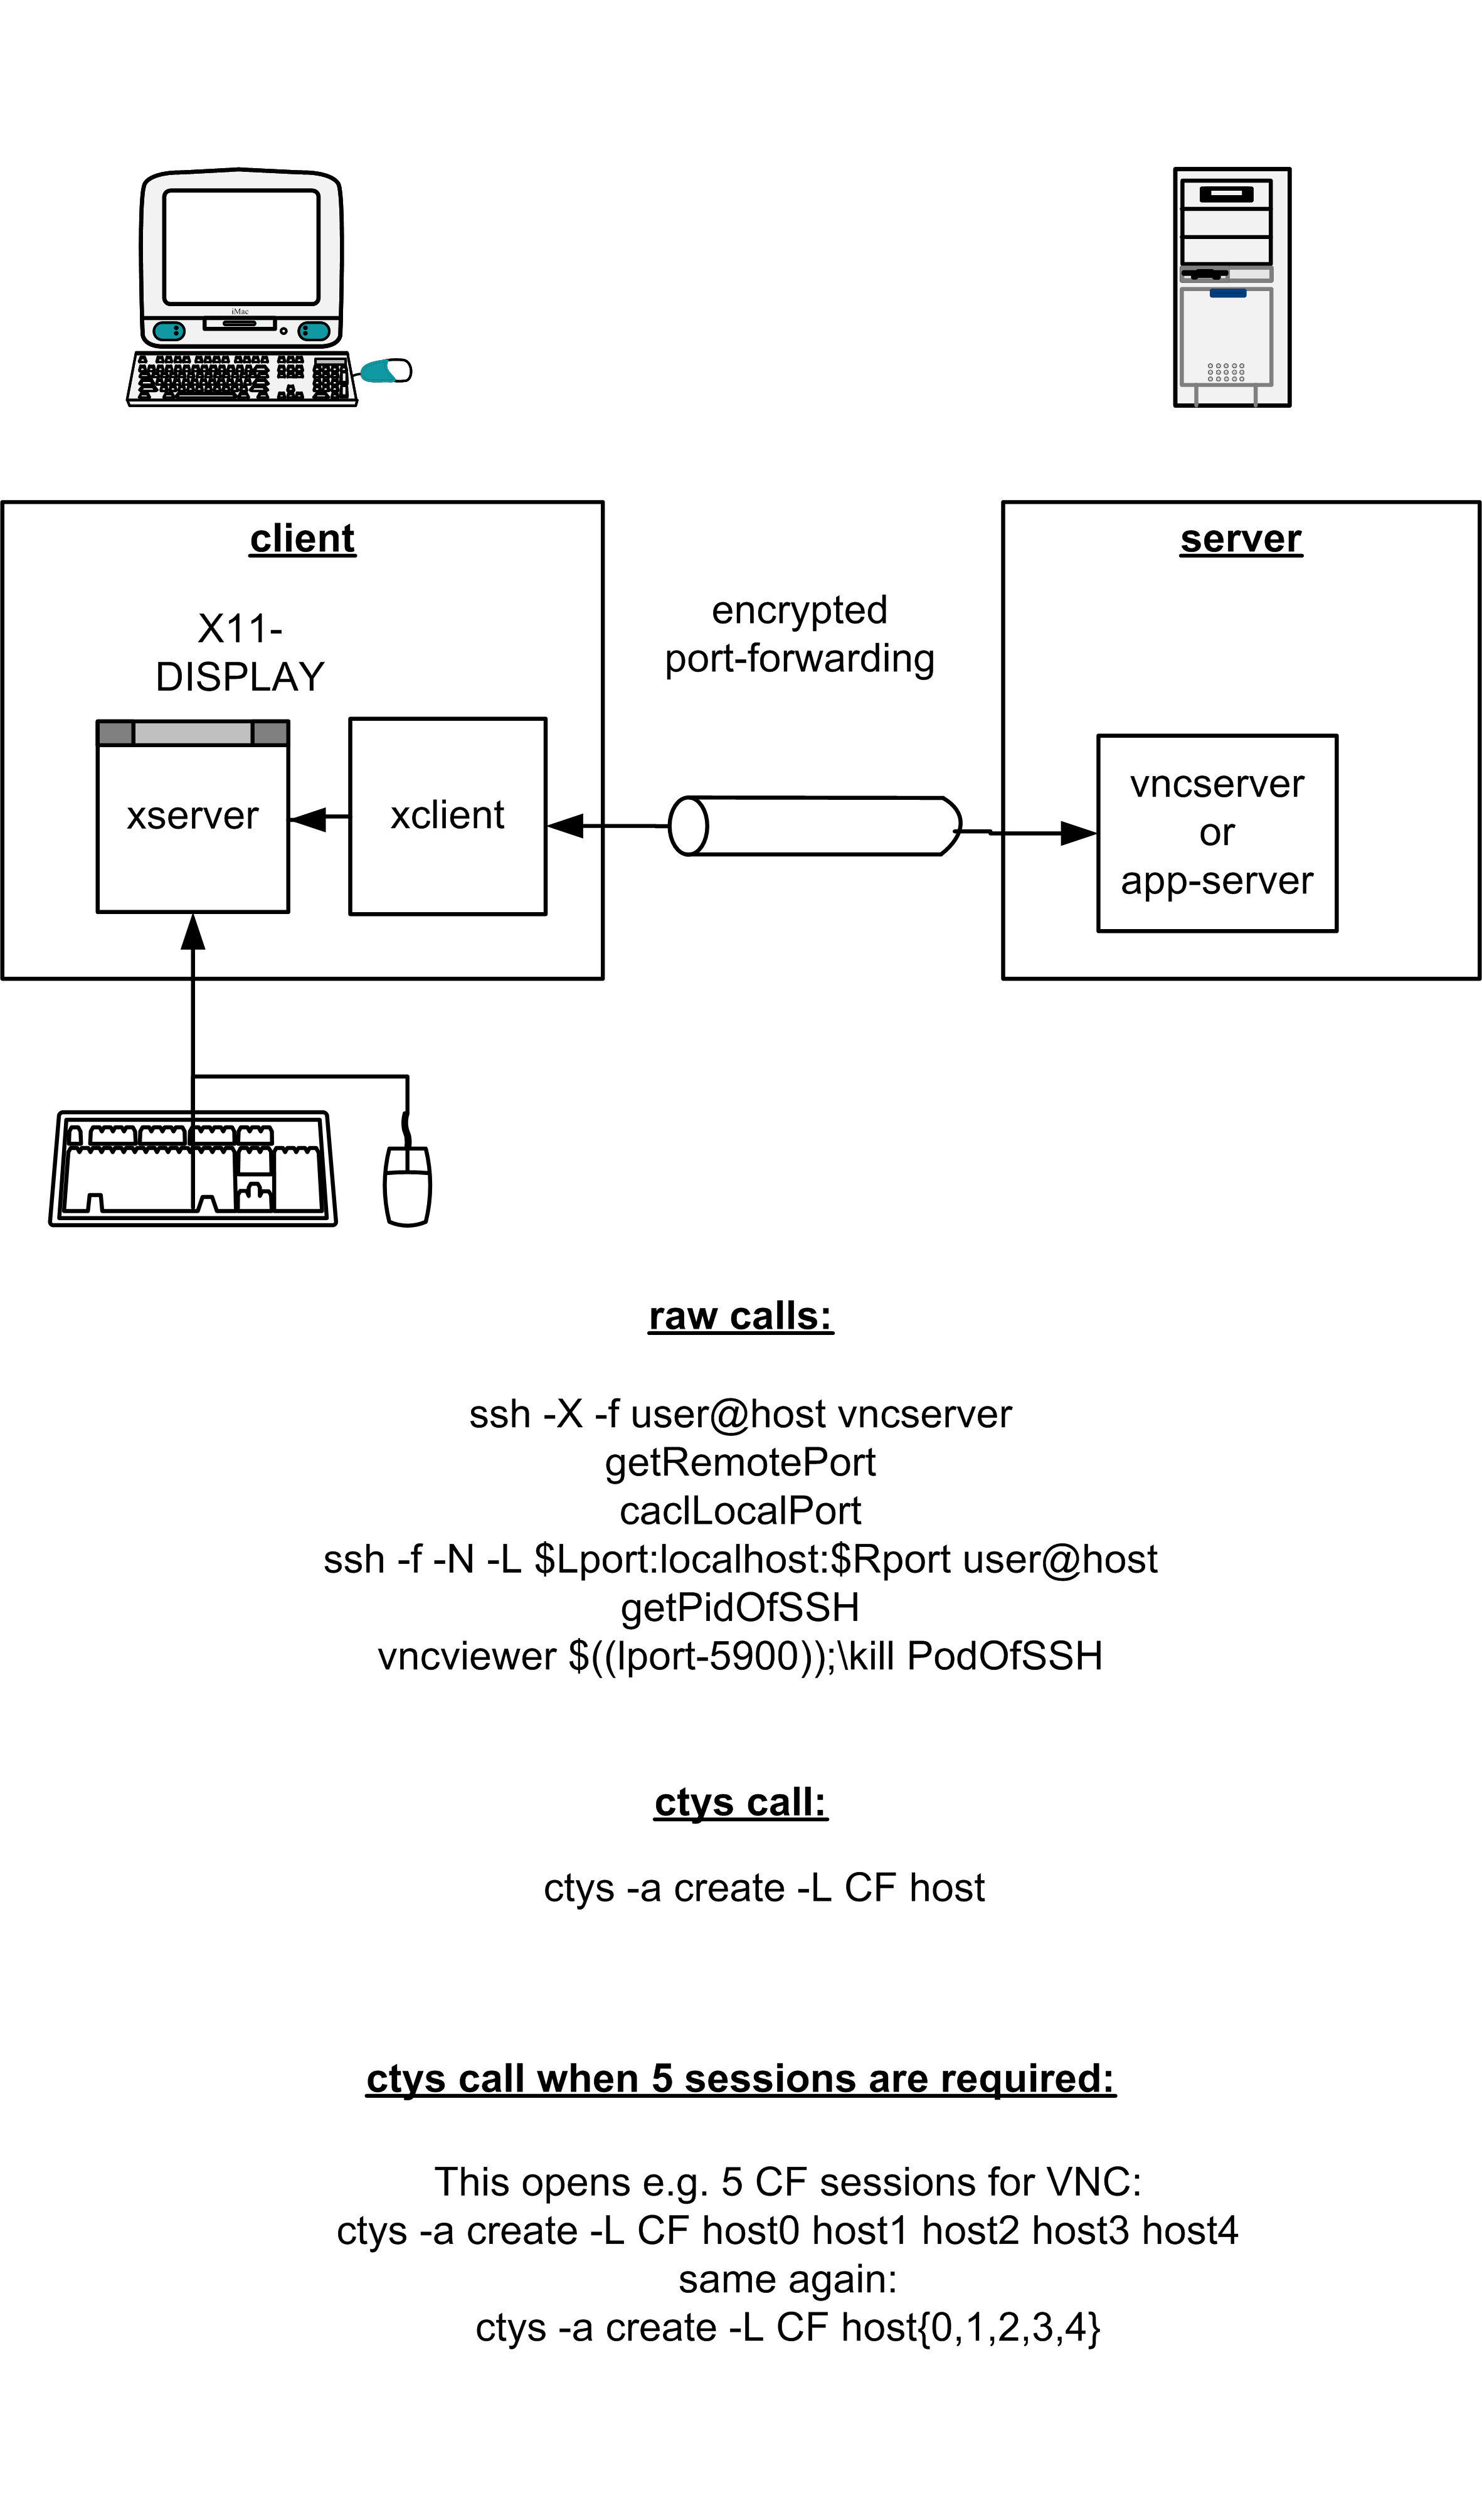 iMac
client
server
X11-
DISPLAY
encrypted
port-forwarding
xserver
xclient
vncserver
or
app-server
raw calls:
ssh -X -f user@host vncserver
getRemotePort
caclLocalPort
ssh -f -N -L $Lport:localhost:$Rport user@host
getPidOfSSH
vncviewer $((lport-5900));\kill PodOfSSH
ctys call:
ctys -a create -L CF host
ctys call when 5 sessions are required:
This opens e.g. 5 CF sessions for VNC:
ctys -a create -L CF host0 host1 host2 host3 host4
same again:
ctys -a create -L CF host{0,1,2,3,4}